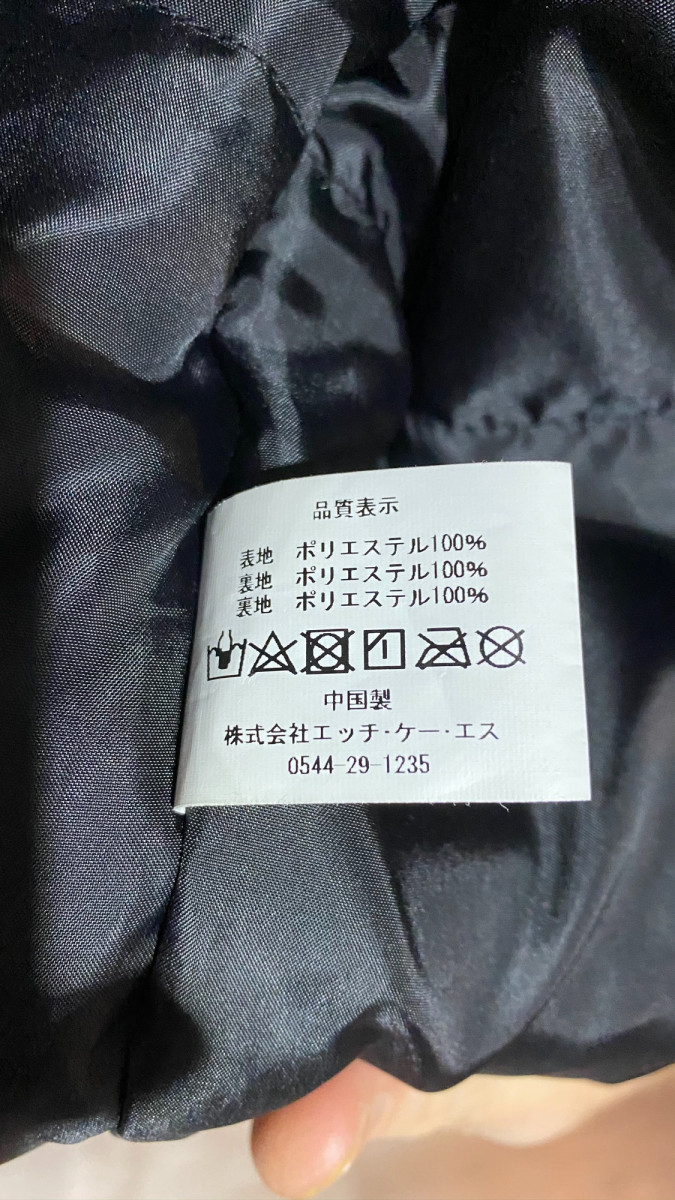 品質表示
表地 ポリエステル100%
裏地 ポリエステル100%
裏地 ポリエステル100%
中国製
株式会社エッチ・ケー・エス
0544-29-1235